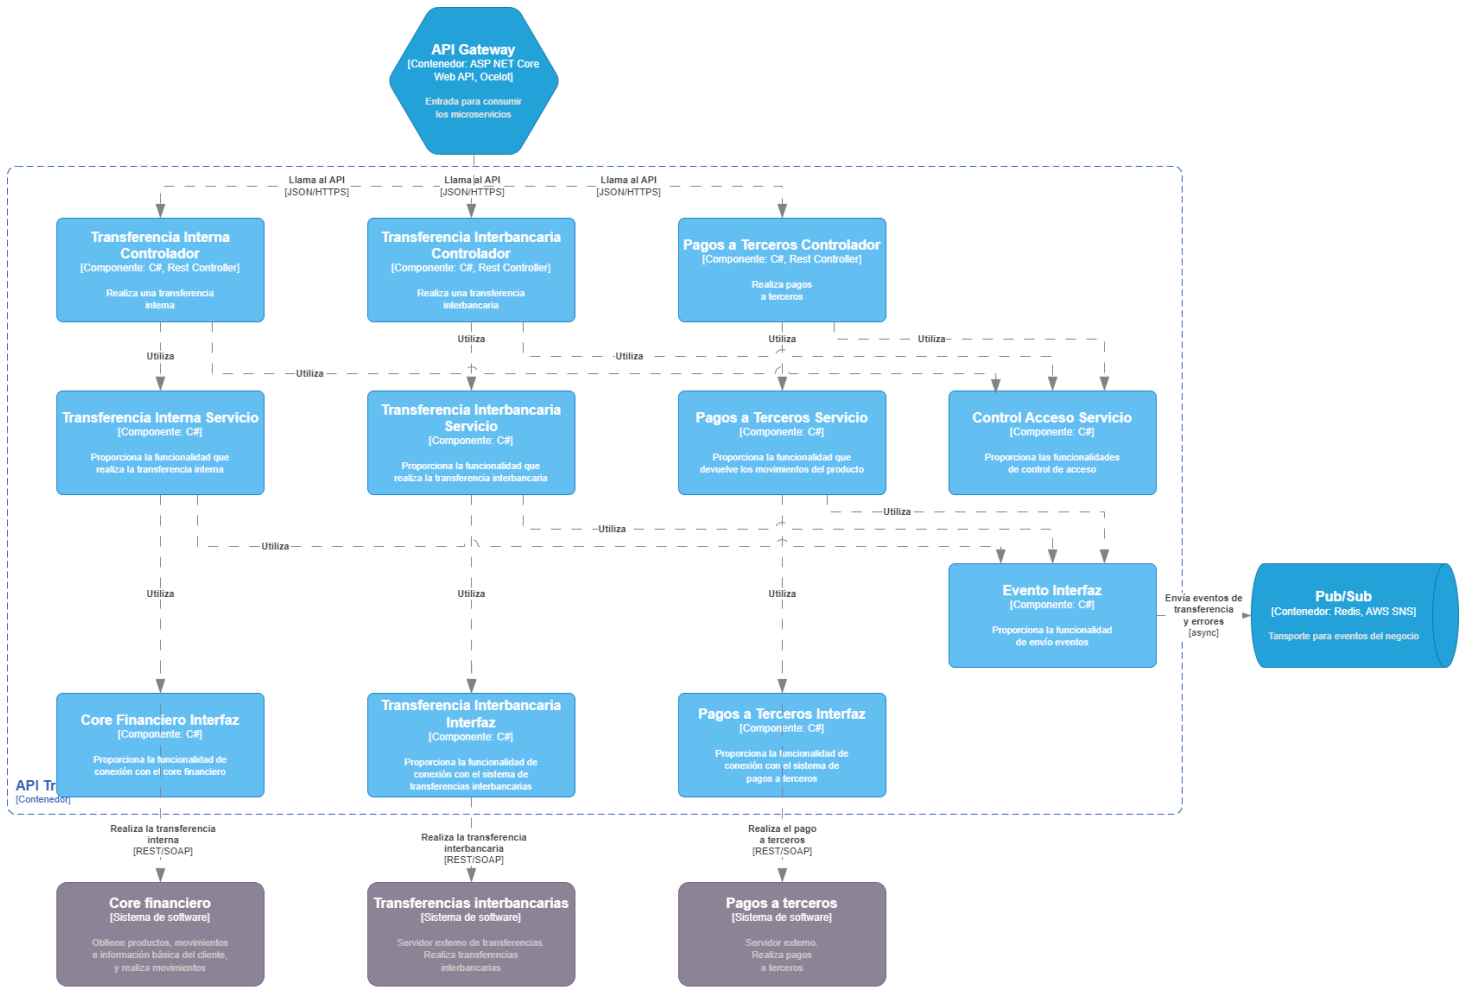 API Gateway
[Contenedor: ASP NET Core
Web API, Ocelot]
Entrada para consumir
los microservicios
Llama al API
[JSON/HTTPS]
Llama al API
[JSON/HTTPS]
Llama al API
[JSON/HTTPS]
Transferencia Interna
Controlador
[Componente: C#, Rest Controller]
Realiza una transferencia
interna
Transferencia Interbancaria
Controlador
[Componente: C#, Rest Controller]
Realiza una transferencia
interbancaria
Pagos a Terceros Controlador
[Componente: C#, Rest Controller]
Realiza pagos
a terceros
Utiliza
Utiliza
Utiliza
Utiliza
Utiliza
Utiliza
Transferencia Interna Servicio
[Componente: C#]
Proporciona la funcionalidad que
realiza la transferencia interna
Transferencia Interbancaria
Servicio
[Componente: C#]
Proporciona la funcionalidad que
realiza la transferencia interbancaria
Pagos a Terceros Servicio
[Componente: C#]
Proporciona la funcionalidad que
devuelve los movimientos del producto
Control Acceso Servicio
[Componente: C#]
Proporciona las funcionalidades
de control de acceso
Utiliza
Utiliza
Utiliza
Utiliza
Utiliza
Utiliza
Evento Interfaz
[Componente: C#]
Proporciona la funcionalidad
de envío eventos
Envía eventos de
transferencia
y errores
[async]
Pub/Sub
[Contenedor: Redis, AWS SNS]
Tansporte para eventos del negocio
Core Financiero Interfaz
[Componente: C#]
Proporciona la funcionalidad de
conexión con el core financiero
Transferencia Interbancaria
Interfaz
[Componente: C#]
Proporciona la funcionalidad de
conexión con el sistema de
transferencias interbancarias
Pagos a Terceros Interfaz
[Componente: C#]
Proporciona la funcionalidad de
conexión con el sistema de
pagos a terceros
API
[Contenedor]
Realiza la transferencia
interna
[REST/SOAP]
Realiza la transferencia
interbancaria
[REST/SOAP]
Realiza el pago
a terceros
[REST/SOAP]
Core financiero
[Sistema de software]
Obtiene productos, movimientos
e información básica del cliente,
y realiza movimientos
Transferencias interbancarias
[Sistema de software]
Servidor externo de transferencias.
Realiza transferencias
interbancarias
Pagos a terceros
[Sistema de software]
Servidor externo.
Realiza pagos
a terceros